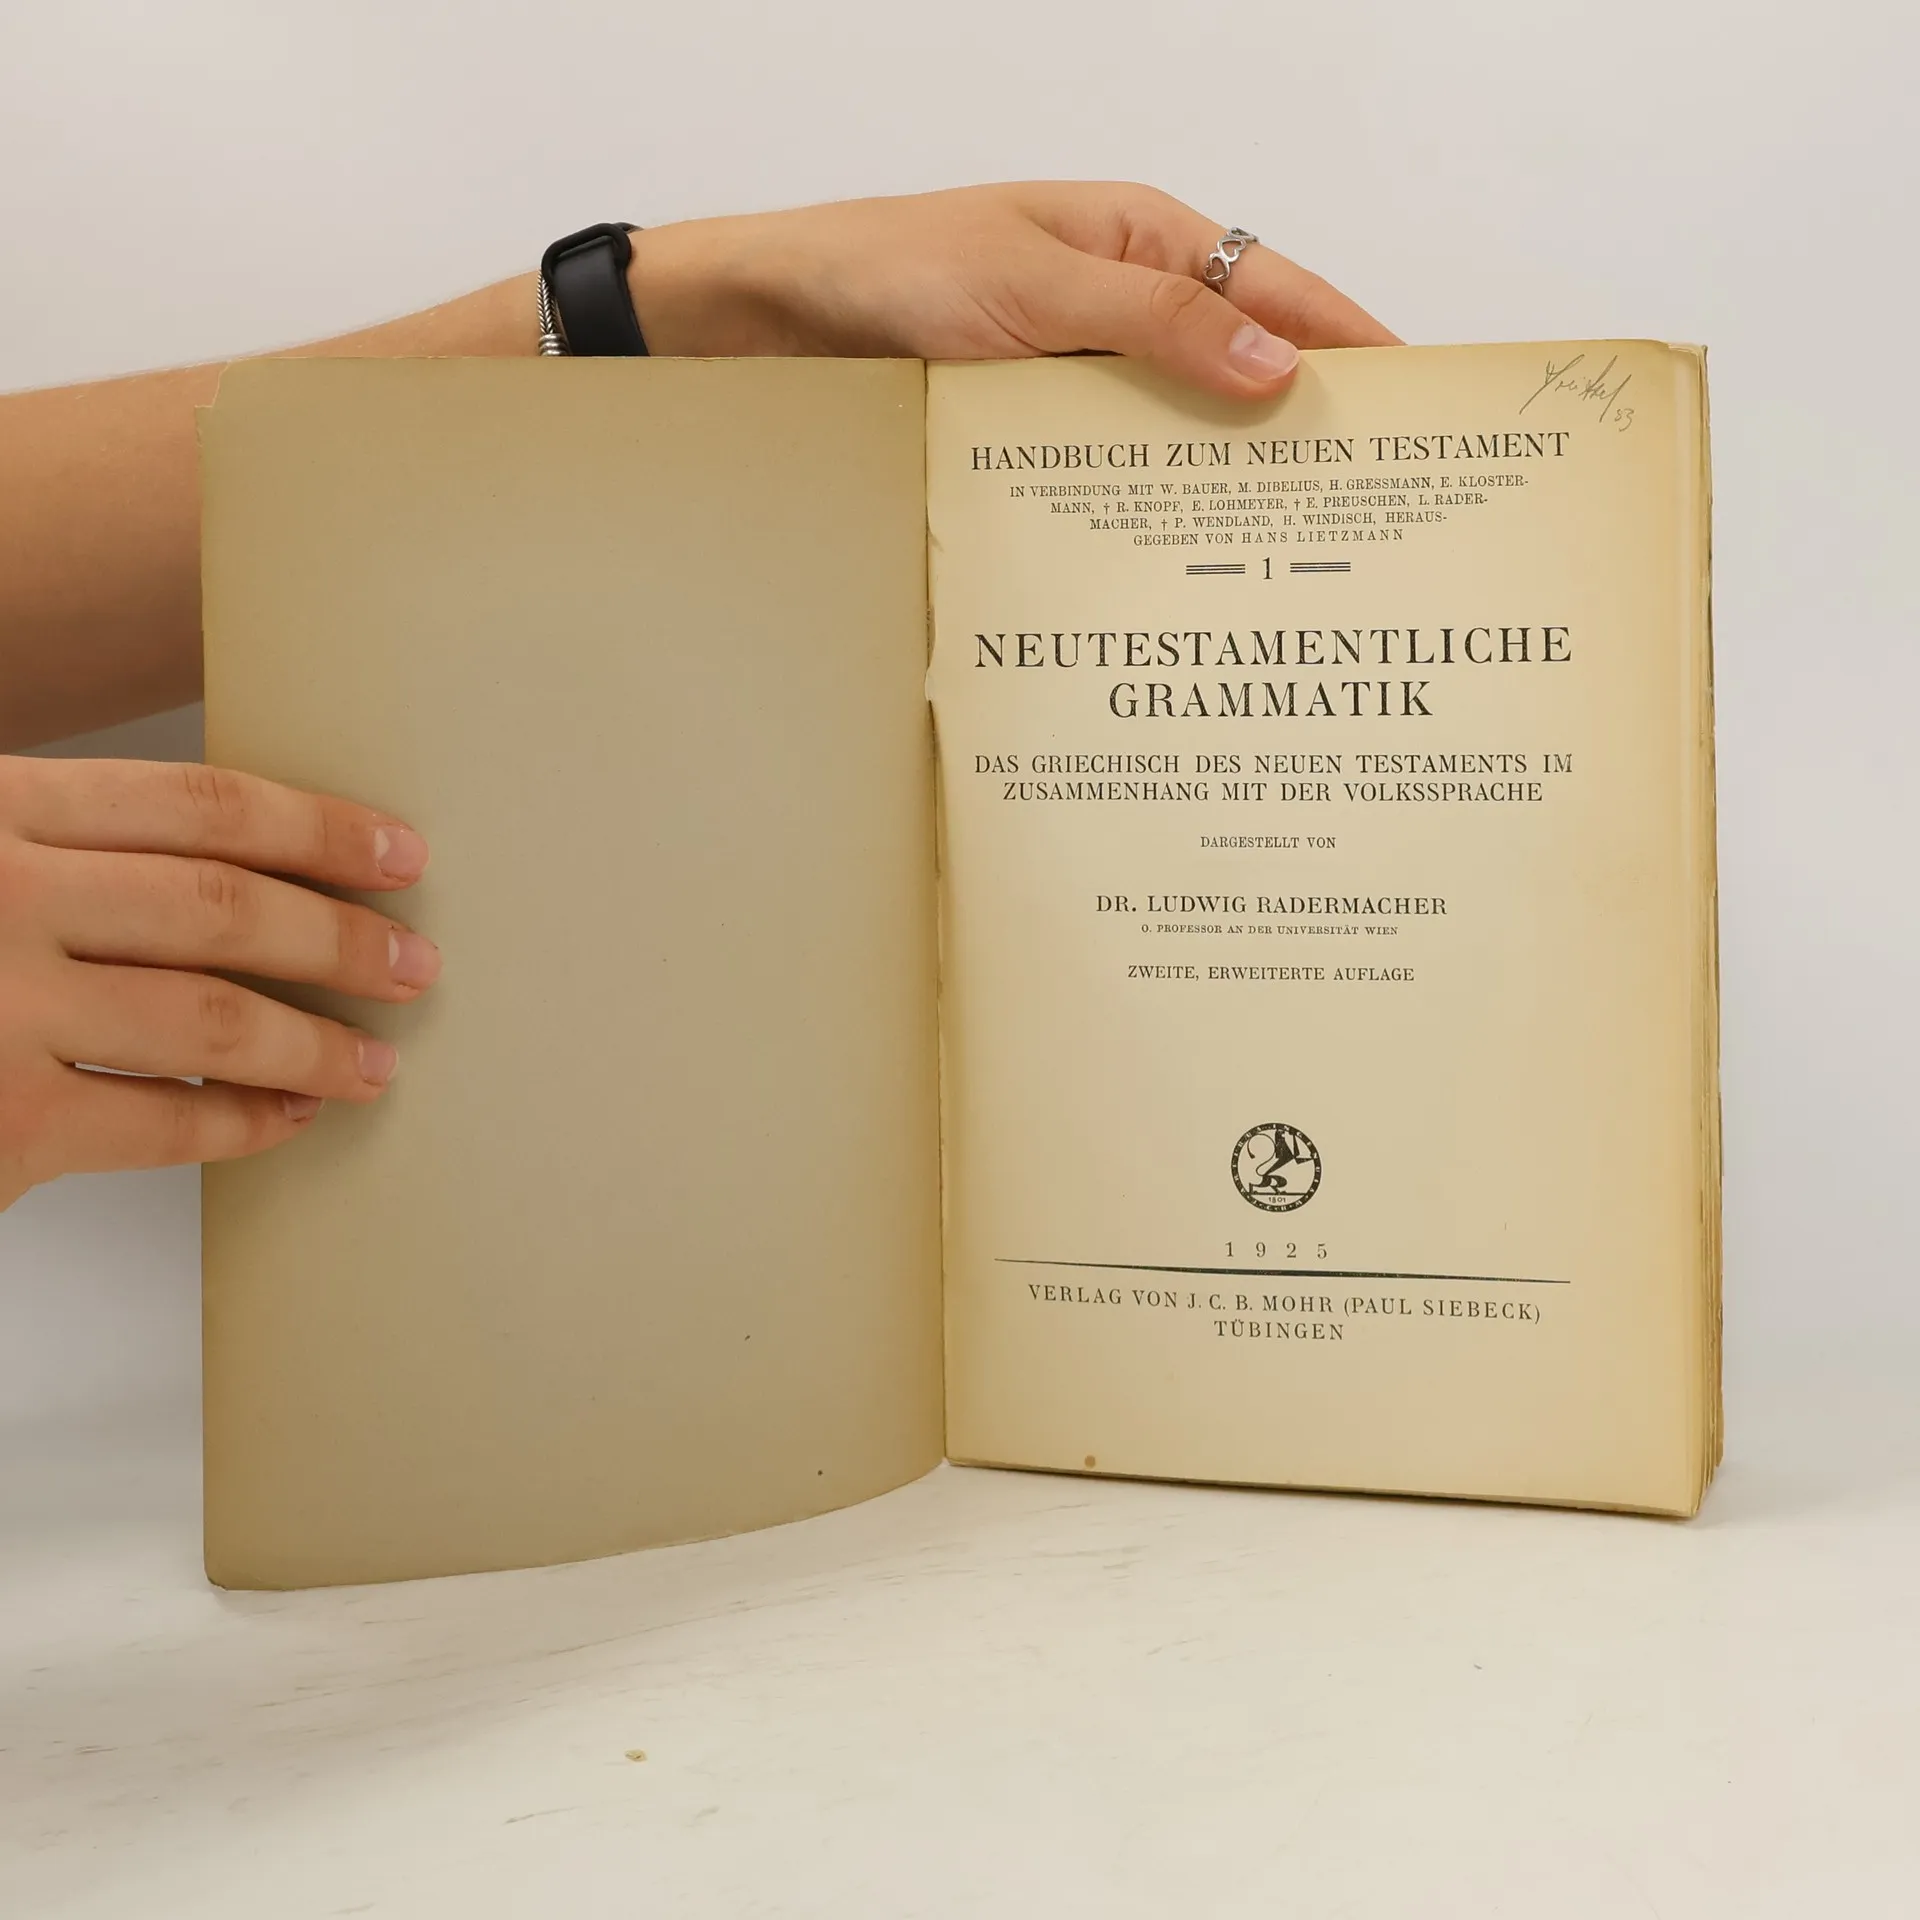 83
HANDBUCH ZUM NEUEN TESTAMENT
IN VERBINDUNG MIT W. BAUER, M. DIBELIUS, H. GRESSMANN, E. KLOSTER-
MANN, † R. KNOPF, E. LOHMEYER, † E. PREUSCHEN, L. RADER-
MACHER, † P. WENDLAND, H. WINDISCH, HERAUS-
GEGEBEN VON HANS LIETZMANN
1
NEUTESTAMENTLICHE
GRAMMATIK
DAS GRIECHISCH DES NEUEN TESTAMENTS IM
ZUSAMMENHANG MIT DER VOLKSSPRACHE
DARGESTELLT VON
DR. LUDWIG RADERMACHER
O. PROFESSOR AN DER UNIVERSITÄT WIEN
ZWEITE, ERWEITERTE AUFLAGE
1801
1925
VERLAG VON J. C. B. MOHR (PAUL SIEBECK)
TÜBINGEN